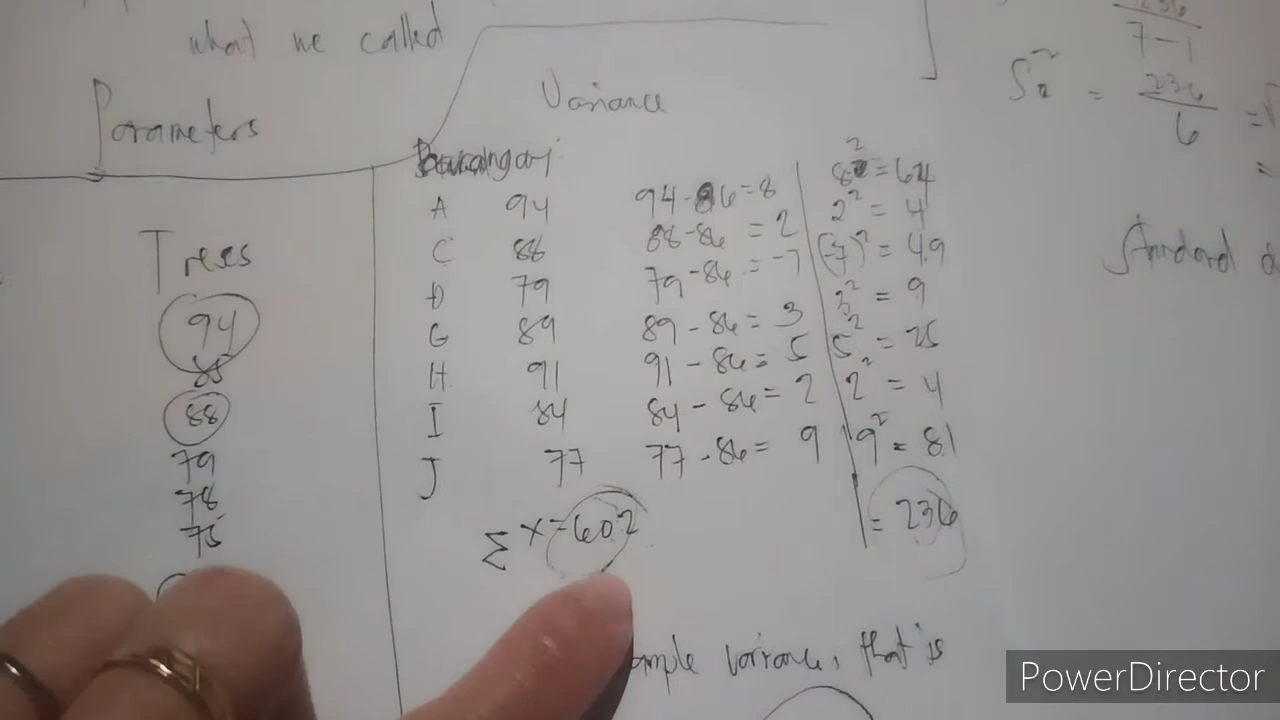 what we called
Parameters
Variance
Trees
94
88
79
78
75
A 94 94-86=8 8²=64
C 88 88-86=2 2²=4
D 79 79-86=-7 (-7)²=49
G 89 89-86=3 3²=9
H 91 91-86=5 5²=25
I 84 84-86=2 2²=4
J 77 77-86=9 9²=81
Σx=602
=236
ample variance, that is
236
7-1
S² = 236/6 =
=
Standard
PowerDirector